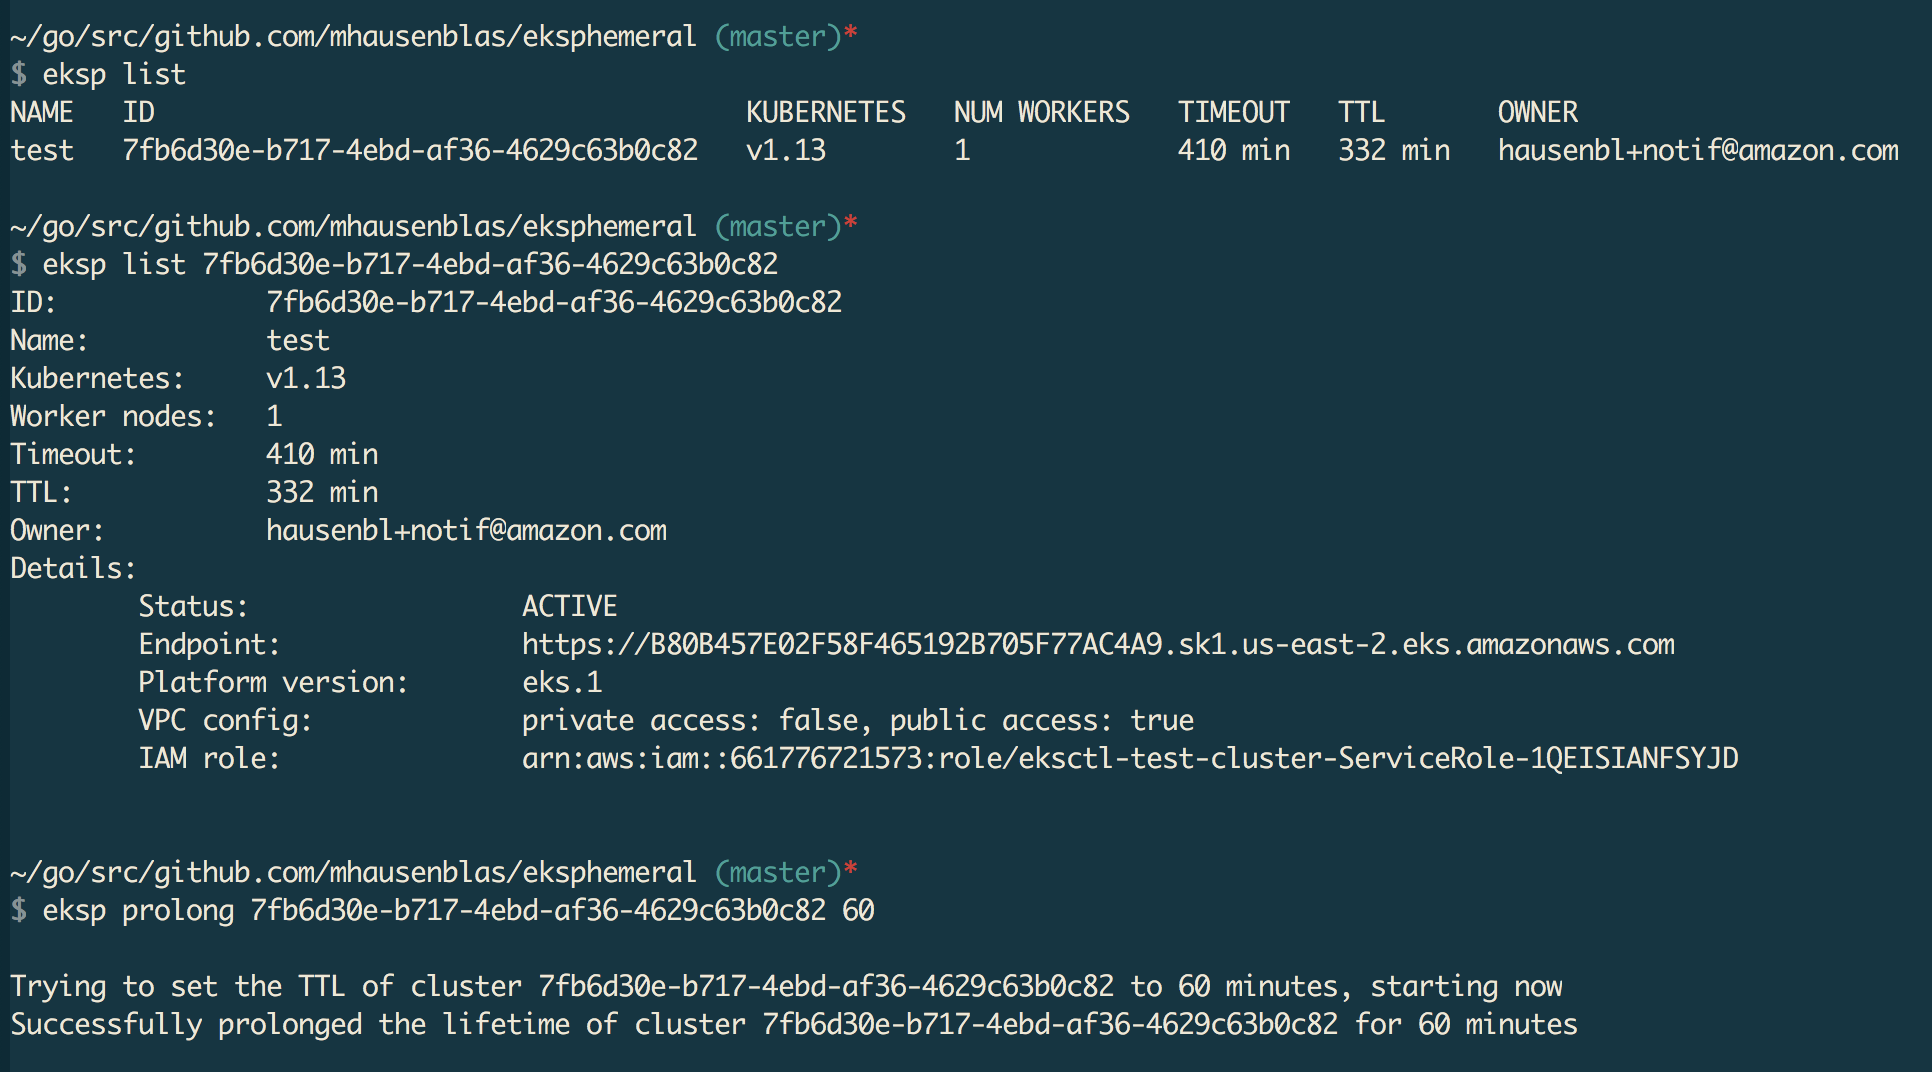 ~/go/src/github.com/mhausenblas/eksphemeral (master)*
$ eksp list
NAME   ID                                     KUBERNETES   NUM WORKERS   TIMEOUT   TTL       OWNER
test   7fb6d30e-b717-4ebd-af36-4629c63b0c82   v1.13        1             410 min   332 min   hausenbl+notif@amazon.com
~/go/src/github.com/mhausenblas/eksphemeral (master)*
$ eksp list 7fb6d30e-b717-4ebd-af36-4629c63b0c82
ID:             7fb6d30e-b717-4ebd-af36-4629c63b0c82
Name:           test
Kubernetes:     v1.13
Worker nodes:   1
Timeout:        410 min
TTL:            332 min
Owner:          hausenbl+notif@amazon.com
Details:
        Status:                 ACTIVE
        Endpoint:               https://B80B457E02F58F465192B705F77AC4A9.sk1.us-east-2.eks.amazonaws.com
        Platform version:       eks.1
        VPC config:             private access: false, public access: true
        IAM role:               arn:aws:iam::661776721573:role/eksctl-test-cluster-ServiceRole-1QEISIANFSYJD
~/go/src/github.com/mhausenblas/eksphemeral (master)*
$ eksp prolong 7fb6d30e-b717-4ebd-af36-4629c63b0c82 60
Trying to set the TTL of cluster 7fb6d30e-b717-4ebd-af36-4629c63b0c82 to 60 minutes, starting now
Successfully prolonged the lifetime of cluster 7fb6d30e-b717-4ebd-af36-4629c63b0c82 for 60 minutes